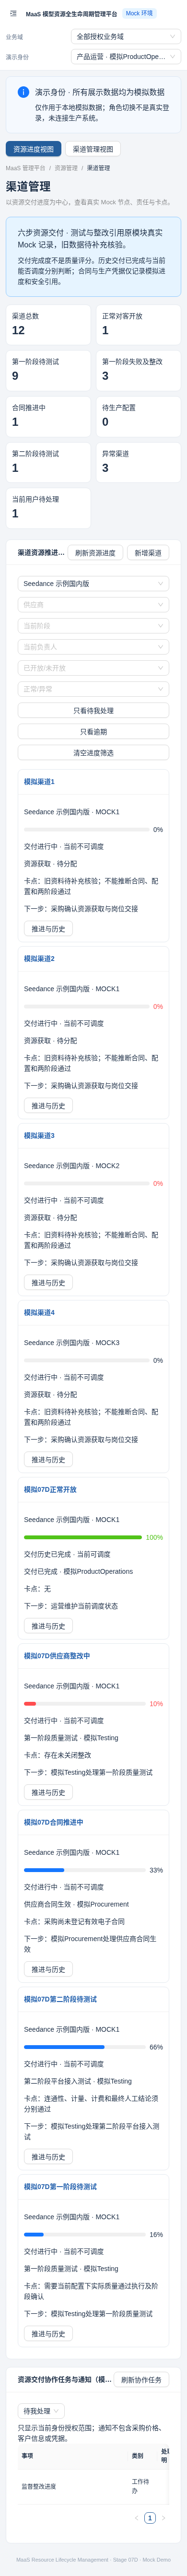 MaaS 模型资源全生命周期管理平台 Mock 环境
业务域 全部授权业务域
演示身份 产品运营 · 模拟ProductOpe…
演示身份 · 所有展示数据均为模拟数据
仅作用于本地模拟数据；角色切换不是真实登
录，未连接生产系统。
资源进度视图 渠道管理视图
MaaS 管理平台 / 资源管理 / 渠道管理
渠道管理
以资源交付进度为中心，查看真实 Mock 节点、责任与卡点。
六步资源交付 · 测试与整改引用原模块真实
Mock 记录，旧数据待补充核验。
交付完成度不是质量评分。历史交付已完成与当前
能否调度分别判断；合同与生产凭据仅记录模拟进
度和安全引用。
渠道总数
12
正常对客开放
1
第一阶段待测试
9
第一阶段失败及整改
3
合同推进中
1
待生产配置
0
第二阶段待测试
1
异常渠道
3
当前用户待处理
1
渠道资源推进… 刷新资源进度 新增渠道
Seedance 示例国内版
供应商
当前阶段
当前负责人
已开放/未开放
正常/异常
只看待我处理
只看逾期
清空进度筛选
模拟渠道1
Seedance 示例国内版 · MOCK1
0%
交付进行中 · 当前不可调度
资源获取 · 待分配
卡点：旧资料待补充核验；不能推断合同、配
置和两阶段通过
下一步：采购确认资源获取与岗位交接
推进与历史
模拟渠道2
Seedance 示例国内版 · MOCK1
0%
交付进行中 · 当前不可调度
资源获取 · 待分配
卡点：旧资料待补充核验；不能推断合同、配
置和两阶段通过
下一步：采购确认资源获取与岗位交接
推进与历史
模拟渠道3
Seedance 示例国内版 · MOCK2
0%
交付进行中 · 当前不可调度
资源获取 · 待分配
卡点：旧资料待补充核验；不能推断合同、配
置和两阶段通过
下一步：采购确认资源获取与岗位交接
推进与历史
模拟渠道4
Seedance 示例国内版 · MOCK3
0%
交付进行中 · 当前不可调度
资源获取 · 待分配
卡点：旧资料待补充核验；不能推断合同、配
置和两阶段通过
下一步：采购确认资源获取与岗位交接
推进与历史
模拟07D正常开放
Seedance 示例国内版 · MOCK1
100%
交付历史已完成 · 当前可调度
交付已完成 · 模拟ProductOperations
卡点：无
下一步：运营维护当前调度状态
推进与历史
模拟07D供应商整改中
Seedance 示例国内版 · MOCK1
10%
交付进行中 · 当前不可调度
第一阶段质量测试 · 模拟Testing
卡点：存在未关闭整改
下一步：模拟Testing处理第一阶段质量测试
推进与历史
模拟07D合同推进中
Seedance 示例国内版 · MOCK1
33%
交付进行中 · 当前不可调度
供应商合同生效 · 模拟Procurement
卡点：采购尚未登记有效电子合同
下一步：模拟Procurement处理供应商合同生
效
推进与历史
模拟07D第二阶段待测试
Seedance 示例国内版 · MOCK1
66%
交付进行中 · 当前不可调度
第二阶段平台接入测试 · 模拟Testing
卡点：连通性、计量、计费和最终人工结论须
分别通过
下一步：模拟Testing处理第二阶段平台接入测
试
推进与历史
模拟07D第一阶段待测试
Seedance 示例国内版 · MOCK1
16%
交付进行中 · 当前不可调度
第一阶段质量测试 · 模拟Testing
卡点：需要当前配置下实际质量通过执行及阶
段确认
下一步：模拟Testing处理第一阶段质量测试
推进与历史
资源交付协作任务与通知（模… 刷新协作任务
待我处理
只显示当前身份授权范围；通知不包含采购价格、
客户信息或凭据。
事项 类别
监督整改进度 工作待
办
1
MaaS Resource Lifecycle Management · Stage 07D · Mock Demo